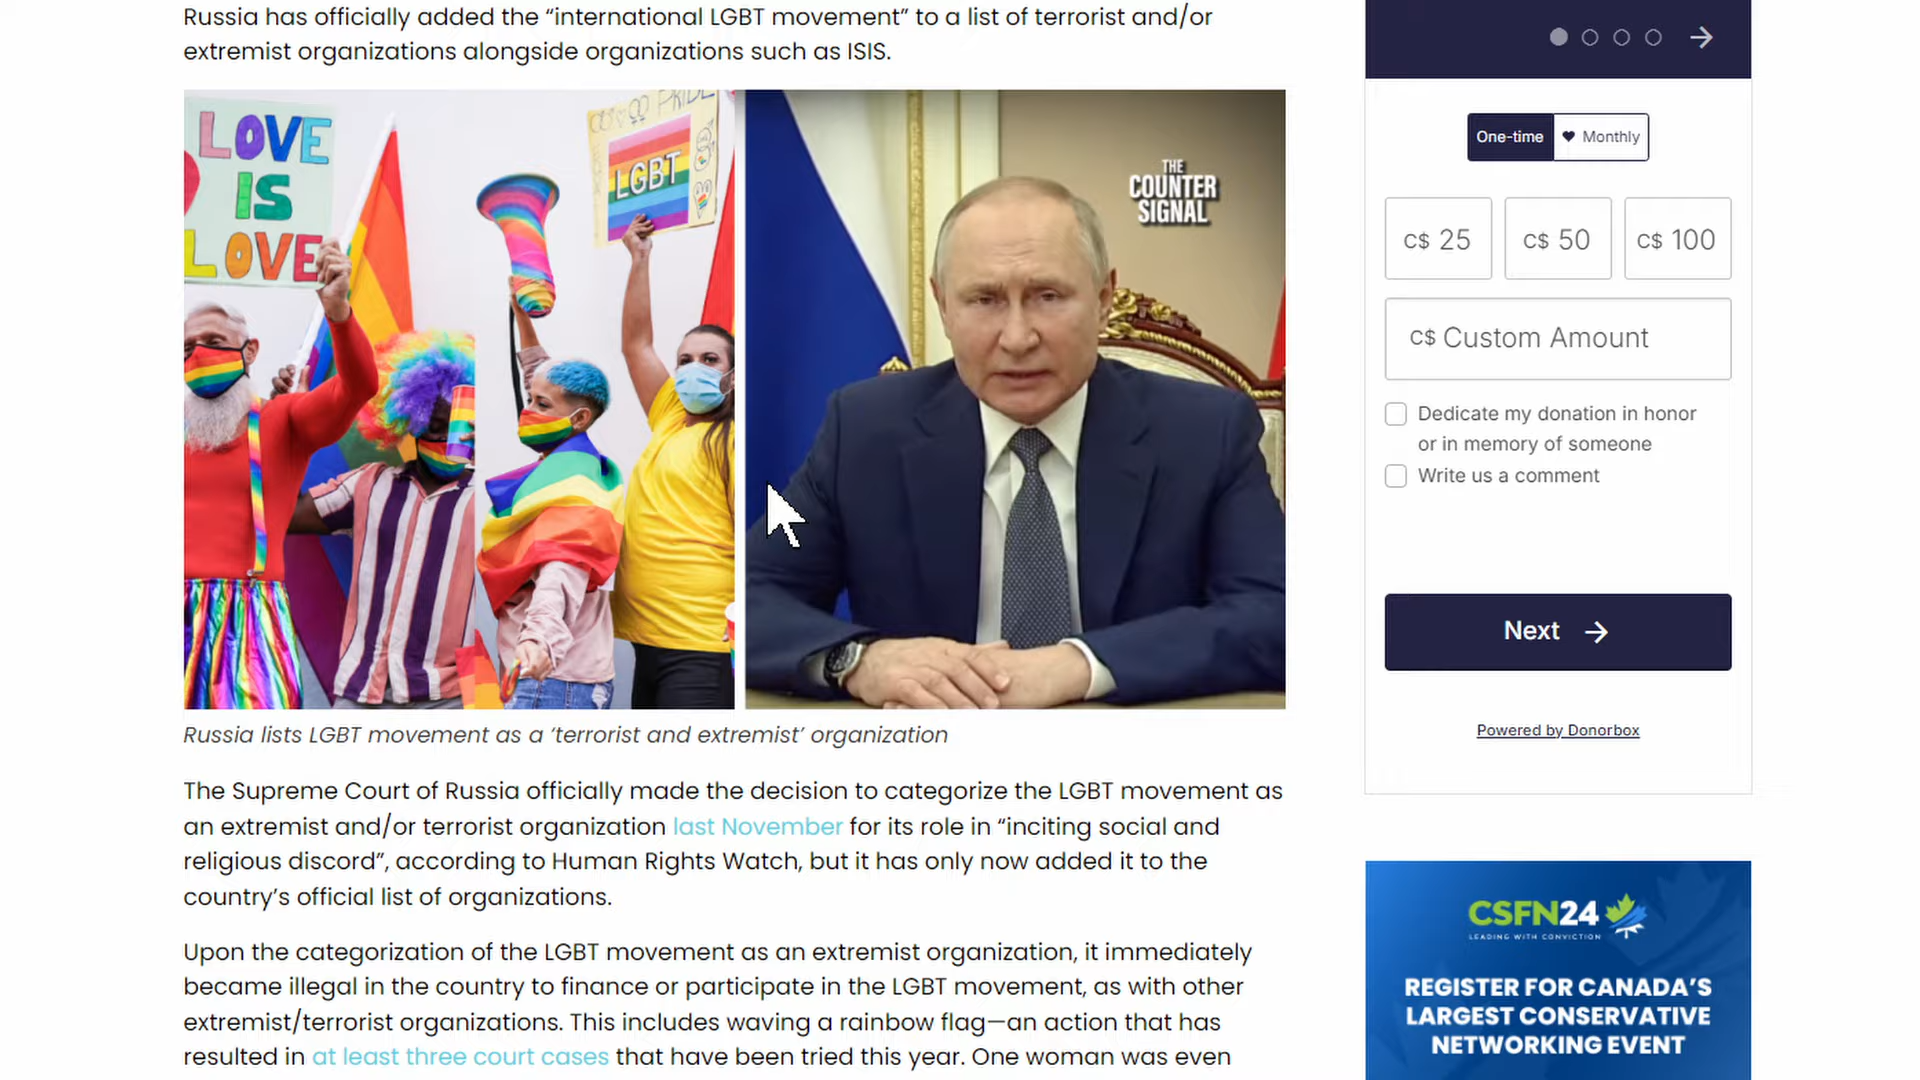 Russia has officially added the “international LGBT movement” to a list of terrorist and/or
extremist organizations alongside organizations such as ISIS.
LOVE
IS
LOVE
PRIDE
LGBT
THE
COUNTER
SIGNAL
Russia lists LGBT movement as a ‘terrorist and extremist’ organization
The Supreme Court of Russia officially made the decision to categorize the LGBT movement as
an extremist and/or terrorist organization last November for its role in “inciting social and
religious discord”, according to Human Rights Watch, but it has only now added it to the
country’s official list of organizations.
Upon the categorization of the LGBT movement as an extremist organization, it immediately
became illegal in the country to finance or participate in the LGBT movement, as with other
extremist/terrorist organizations. This includes waving a rainbow flag—an action that has
resulted in at least three court cases that have been tried this year. One woman was even
One-time Monthly
C$ 25 C$ 50 C$ 100
C$ Custom Amount
Dedicate my donation in honor
or in memory of someone
Write us a comment
Next
Powered by Donorbox
CSFN24
LEADING WITH CONVICTION
REGISTER FOR CANADA’S
LARGEST CONSERVATIVE
NETWORKING EVENT